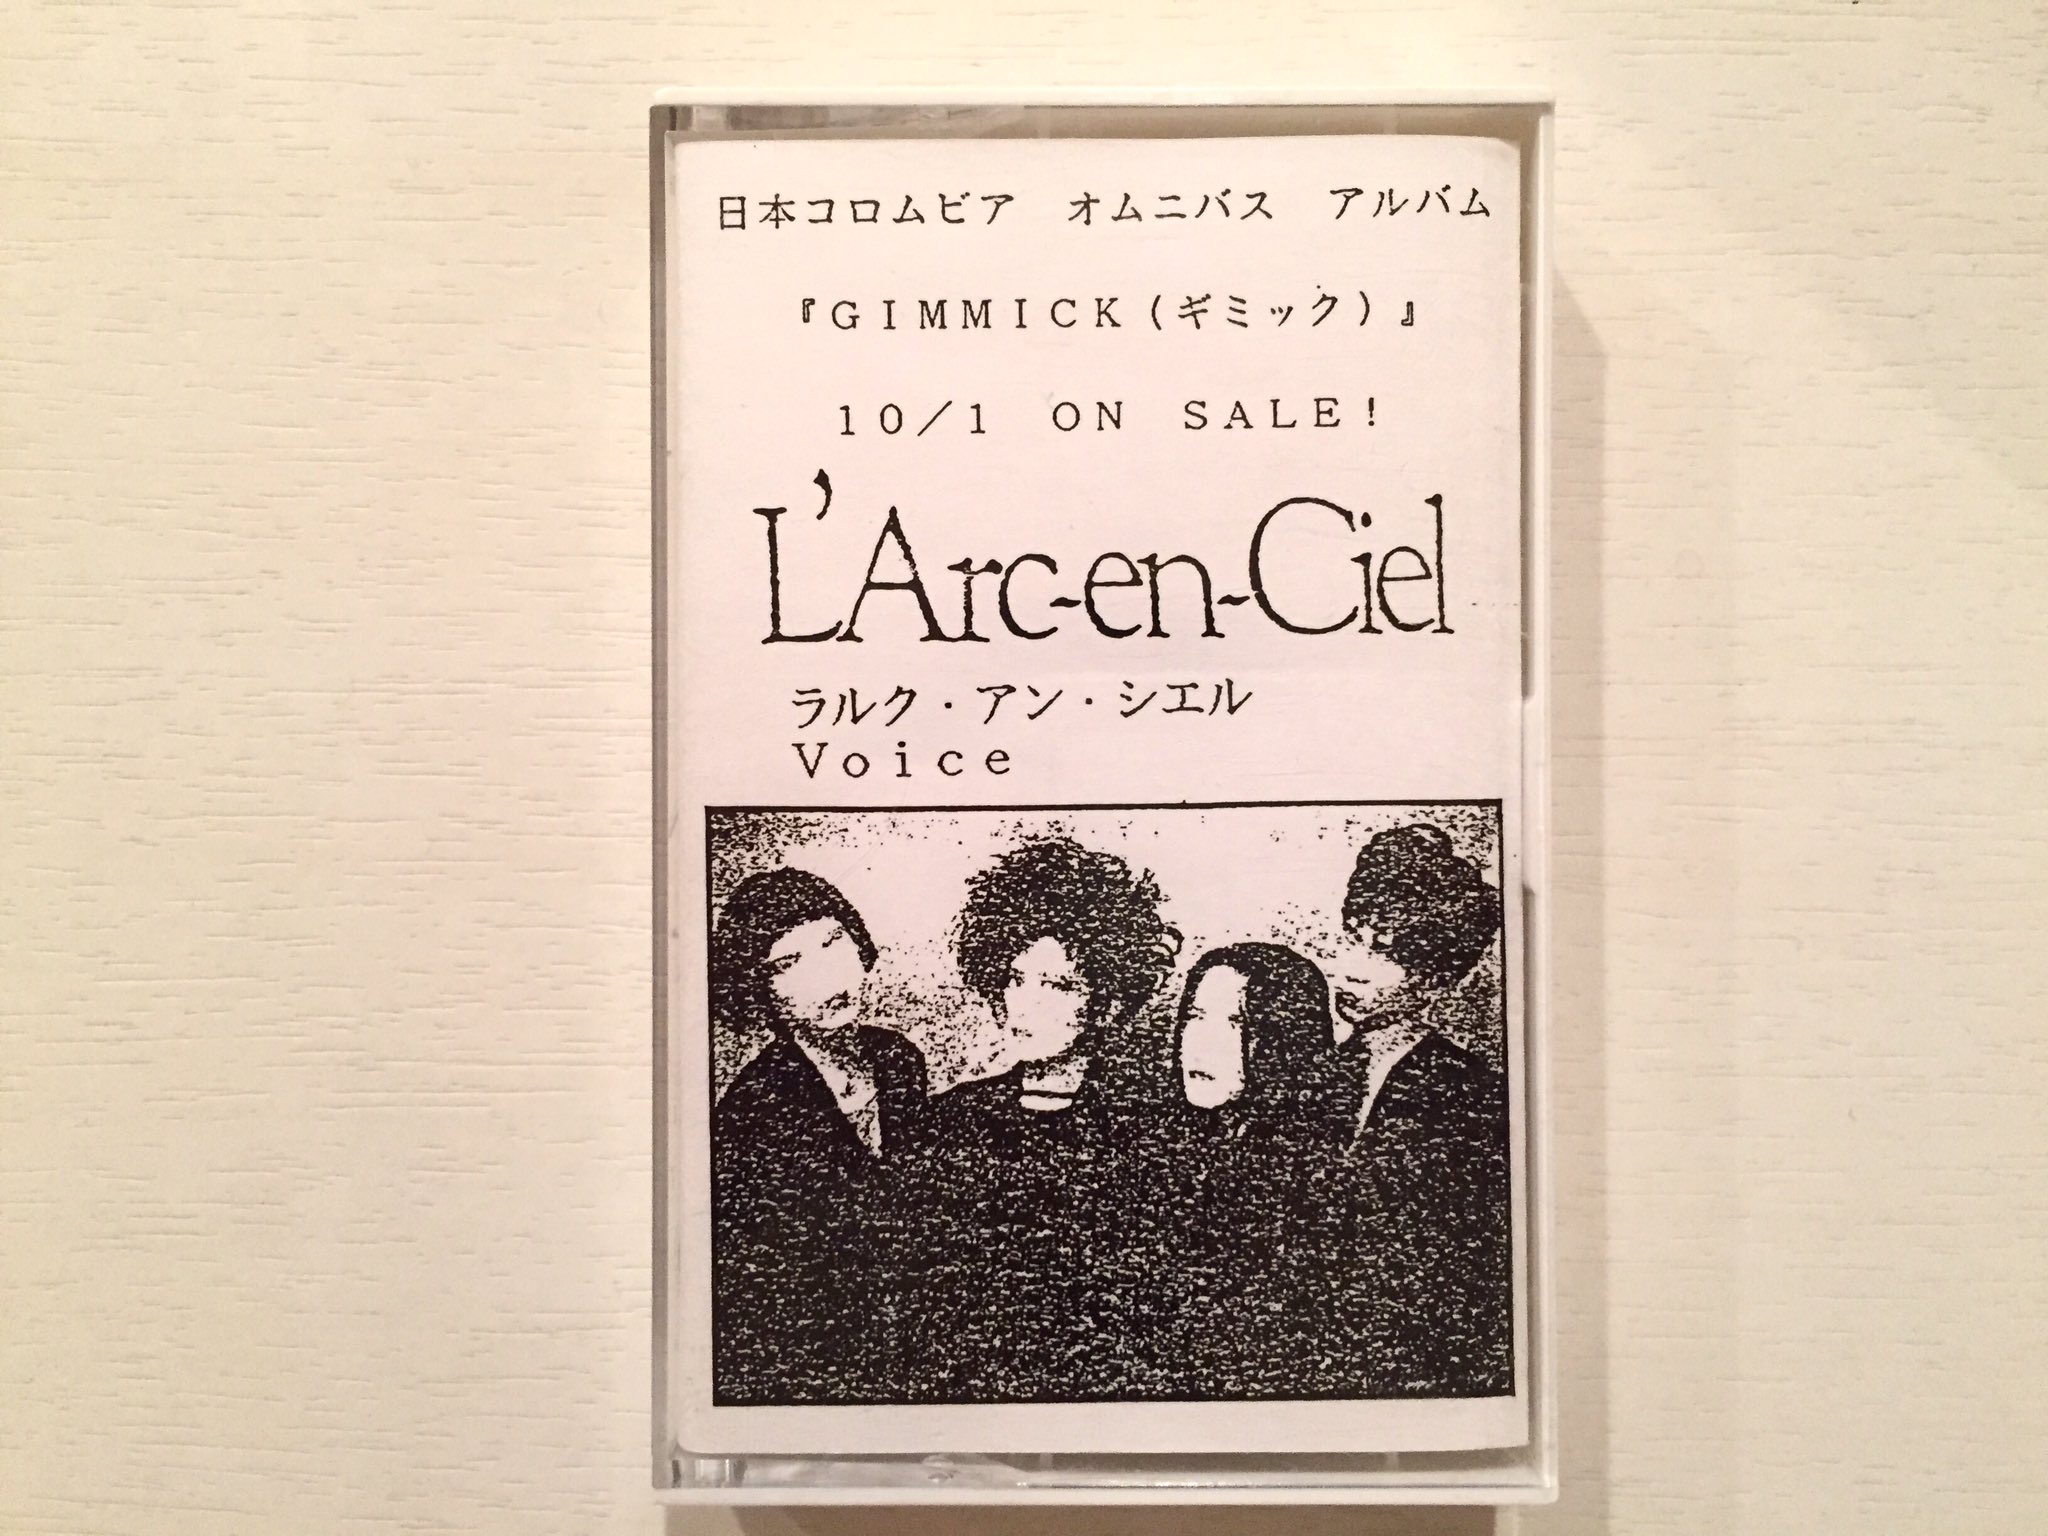 日本コロムビア　オムニバス　アルバム
『GIMMICK(ギミック)』
10/1 ON SALE!
L'Arc-en-Ciel
ラルク・アン・シエル
Voice